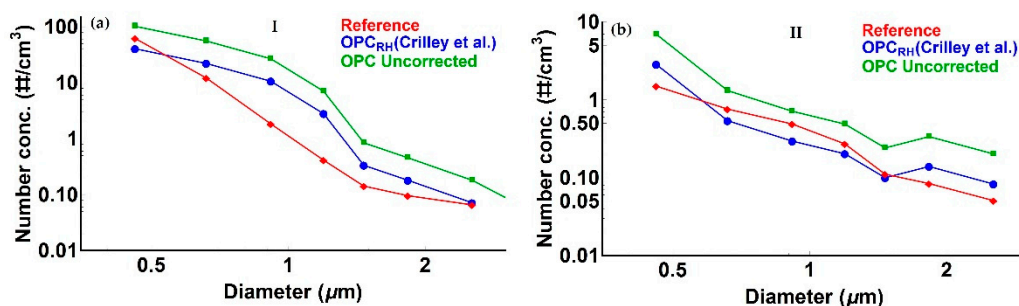 (a)
I
Reference
OPCRH(Crilley et al.)
OPC Uncorrected
Number conc. (#/cm3)
100
10
1
0.10
0.01
0.5
1
2
Diameter (µm)
(b)
II
Reference
OPCRH(Crilley et al.)
OPC Uncorrected
Number conc. (#/cm3)
10
5
1
0.50
0.10
0.05
0.01
0.5
1
2
Diameter (µm)